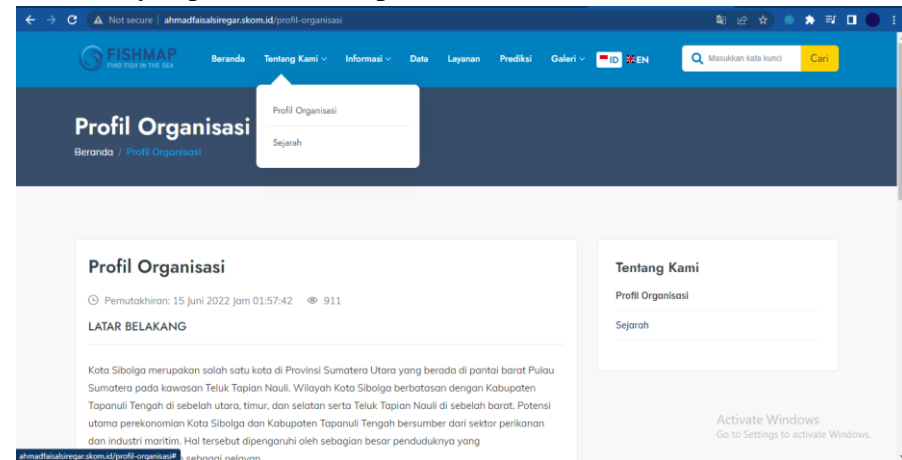 Not secure | ahmadfaisalsiregar.skom.id/profil-organisasi
FISHMAP
FIND FISH IN THE SEA
Beranda Tentang Kami Informasi Data Layanan Prediksi Galeri ID EN
Masukkan kata kunci Cari
Profil Organisasi
Beranda / Profil Organisasi
Profil Organisasi
Sejarah
Profil Organisasi
Pemutakhiran: 15 Juni 2022 Jam 01:57:42 911
LATAR BELAKANG
Kota Sibolga merupakan salah satu kota di Provinsi Sumatera Utara yang berada di pantai barat Pulau
Sumatera pada kawasan Teluk Tapian Nauli. Wilayah Kota Sibolga berbatasan dengan Kabupaten
Tapanuli Tengah di sebelah utara, timur, dan selatan serta Teluk Tapian Nauli di sebelah barat. Potensi
utama perekonomian Kota Sibolga dan Kabupaten Tapanuli Tengah bersumber dari sektor perikanan
dan industri maritim. Hal tersebut dipengaruhi oleh sebagian besar penduduknya yang
sebagai nelayan.
Tentang Kami
Profil Organisasi
Sejarah
Activate Windows
Go to Settings to activate Windows.
ahmadfaisalsiregar.skom.id/profil-organisasi#